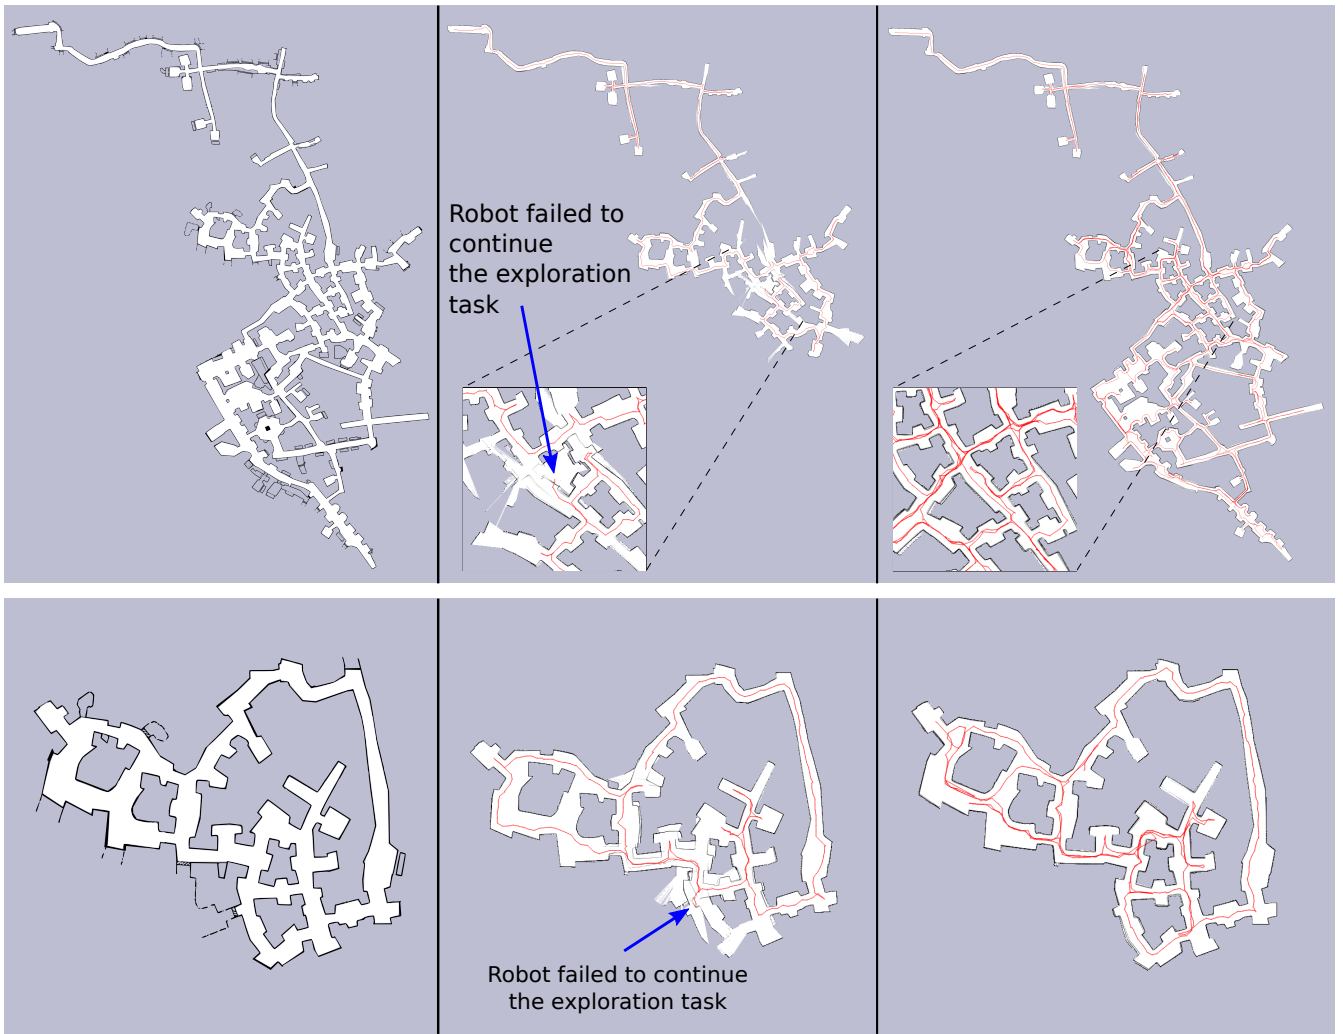 Robot failed to
continue
the exploration
task
Robot failed to continue
the exploration task